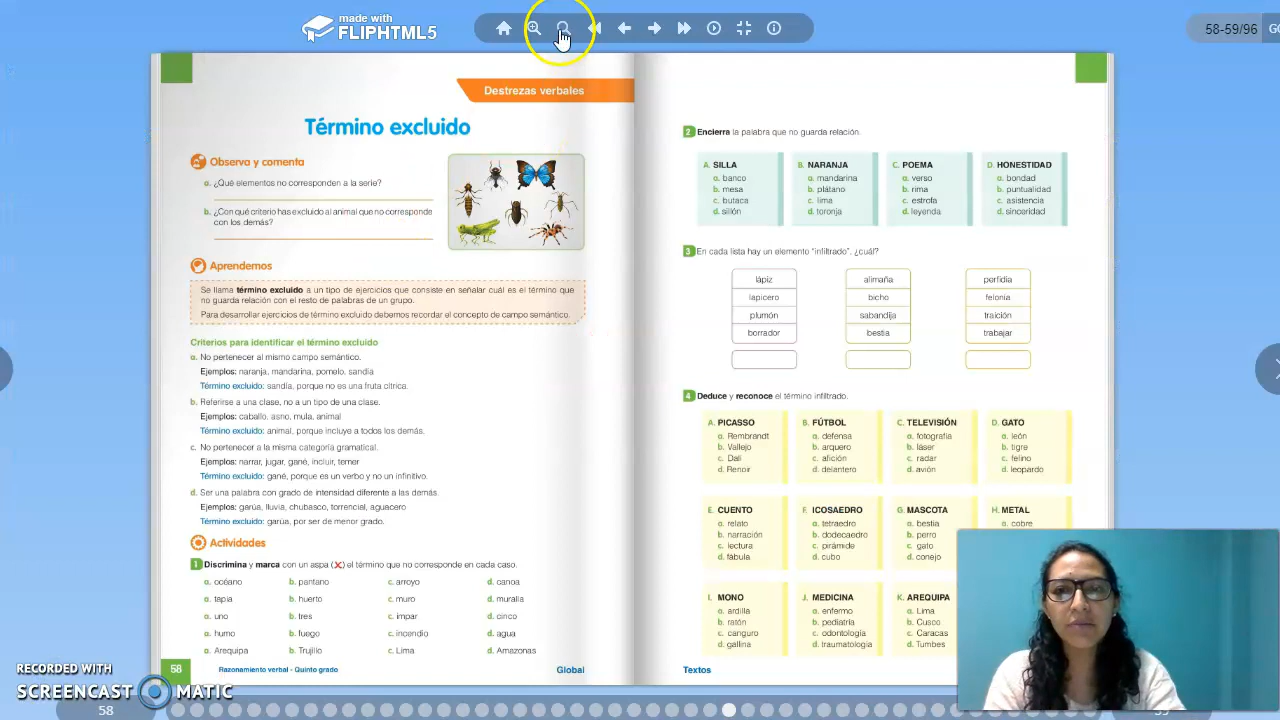 made with
FLIPHTML5
58-59/96
GO
Destrezas verbales
Término excluido
Observa y comenta
a. ¿Qué elementos no corresponden a la serie?
b. ¿Con qué criterio has excluido al animal que no corresponde
con los demás?
Aprendemos
Se llama término excluido a un tipo de ejercicios que consiste en señalar cuál es el término que
no guarda relación con el resto de palabras de un grupo.
Para desarrollar ejercicios de término excluido debemos recordar el concepto de campo semántico.
Criterios para identificar el término excluido
a. No pertenecer al mismo campo semántico.
Ejemplos: naranja, mandarina, pomelo, sandía
Término excluido: sandía, porque no es una fruta cítrica.
b. Referirse a una clase, no a un tipo de una clase.
Ejemplos: caballo, asno, mula, animal
Término excluido: animal, porque incluye a todos los demás.
c. No pertenecer a la misma categoría gramatical.
Ejemplos: narrar, jugar, gané, incluir, temer
Término excluido: gané, porque es un verbo y no un infinitivo.
d. Ser una palabra con grado de intensidad diferente a las demás
Ejemplos: garúa, lluvia, chubasco, torrencial, aguacero
Término excluido: garúa, por ser de menor grado.
Actividades
1 Discrimina y marca con un aspa (X) el término que no corresponde en cada caso.
a. océano b. pantano c. arroyo d. canoa
a. tapia b. huerto c. muro d. muralla
a. uno b. tres c. impar d. cinco
a. humo b. fuego c. incendio d. agua
a. Arequipa b. Trujillo c. Lima d. Amazonas
58
Razonamiento verbal - Quinto grado
Global
2 Encierra la palabra que no guarda relación.
A. SILLA
a. banco
b. mesa
c. butaca
d. sillón
B. NARANJA
a. mandarina
b. plátano
c. lima
d. toronja
C. POEMA
a. verso
b. rima
c. estrofa
d. leyenda
D. HONESTIDAD
a. bondad
b. puntualidad
c. asistencia
d. sinceridad
3 En cada lista hay un elemento "infiltrado". ¿cuál?
lápiz
lapicero
plumón
borrador
alimaña
bicho
sabandija
bestia
perfidia
felonía
traición
trabajar
4 Deduce y reconoce el término infiltrado.
A. PICASSO
a. Rembrandt
b. Vallejo
c. Dalí
d. Renoir
B. FÚTBOL
a. defensa
b. arquero
c. afición
d. delantero
C. TELEVISIÓN
a. fotografía
b. láser
c. radar
d. avión
D. GATO
a. león
b. tigre
c. felino
d. leopardo
E. CUENTO
a. relato
b. narración
c. lectura
d. fábula
F. ICOSAEDRO
a. tetraedro
b. dodecaedro
c. pirámide
d. cubo
G. MASCOTA
a. bestia
b. perro
c. gato
d. conejo
H. METAL
a. cobre
I. MONO
a. ardilla
b. ratón
c. canguro
d. gallina
J. MEDICINA
a. enfermo
b. pediatría
c. odontología
d. traumatología
K. AREQUIPA
a. Lima
b. Cusco
c. Caracas
d. Tumbes
Textos
RECORDED WITH
SCREENCAST MATIC
58